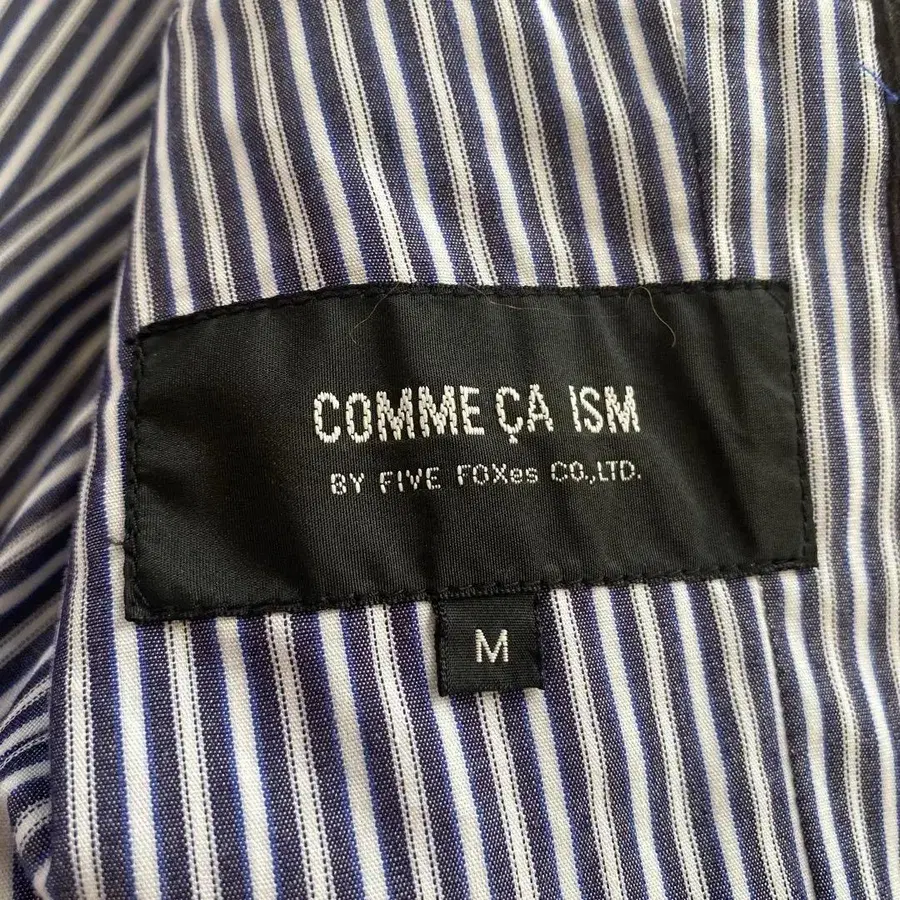 COMME ÇA ISM
BY FIVE FOXes CO.,LTD.
M